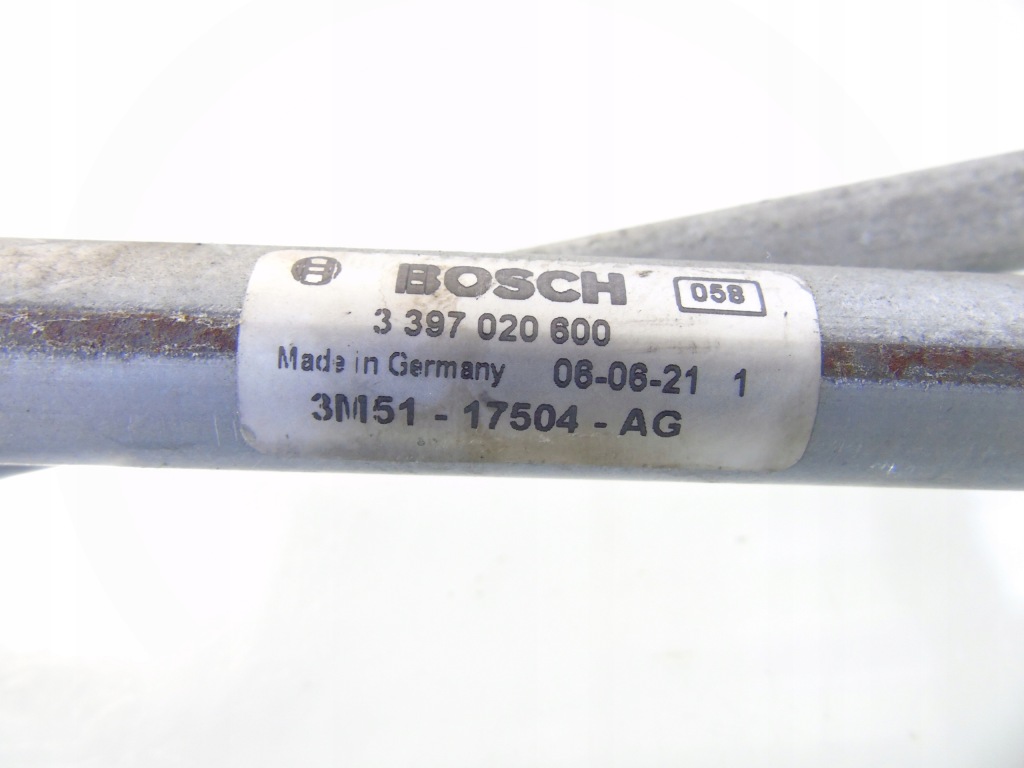 BOSCH 058
3 397 020 600
Made in Germany 06-06-21 1
3M51 - 17504 - AG